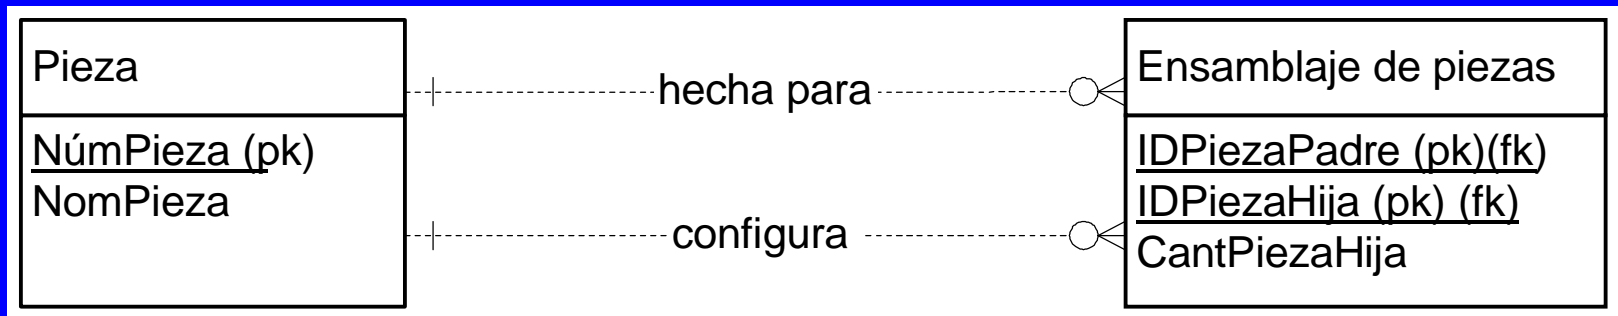 Pieza
NúmPieza (pk)
NomPieza
hecha para
configura
Ensamblaje de piezas
IDPiezaPadre (pk)(fk)
IDPiezaHija (pk) (fk)
CantPiezaHija